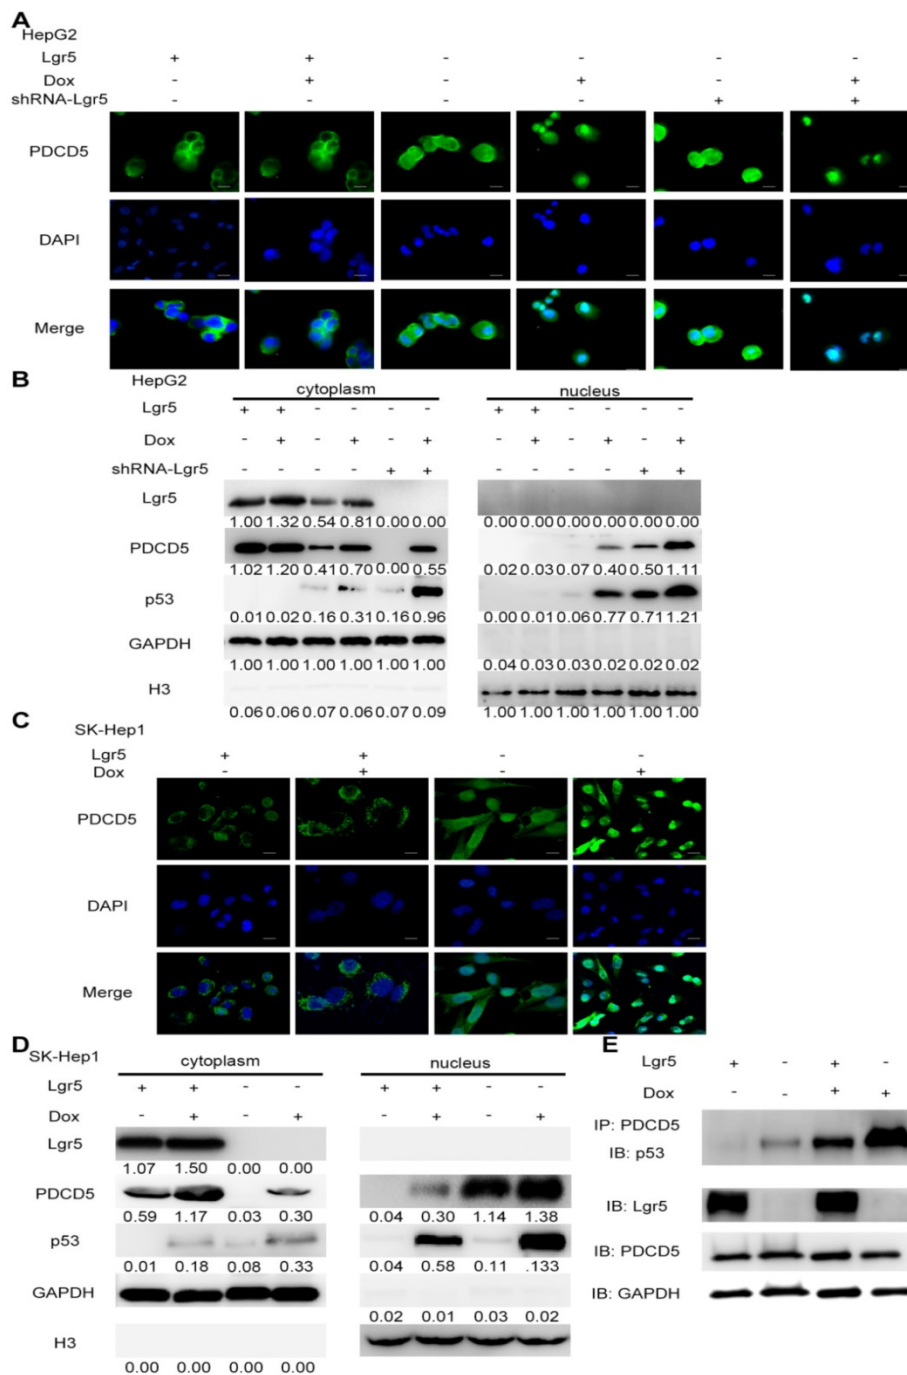 A
HepG2
Lgr5 + + - - - -
Dox - + - + - +
shRNA-Lgr5 - - - - + +
PDCD5
DAPI
Merge
B
HepG2
cytoplasm nucleus
Lgr5 + + - - - - + + - - - -
Dox - + - + - + - + - + - +
shRNA-Lgr5 - - - - + + - - - - + +
Lgr5
1.00 1.32 0.54 0.81 0.00 0.00 0.00 0.00 0.00 0.00 0.00 0.00
PDCD5
1.02 1.20 0.41 0.70 0.00 0.55 0.02 0.03 0.07 0.40 0.50 1.11
p53
0.01 0.02 0.16 0.31 0.16 0.96 0.00 0.01 0.06 0.77 0.71 1.21
GAPDH
1.00 1.00 1.00 1.00 1.00 1.00 0.04 0.03 0.03 0.02 0.02 0.02
H3
0.06 0.06 0.07 0.06 0.07 0.09 1.00 1.00 1.00 1.00 1.00 1.00
C
SK-Hep1
Lgr5 + + - -
Dox - + - +
PDCD5
DAPI
Merge
D
SK-Hep1
cytoplasm nucleus
Lgr5 + + - - + + - -
Dox - + - + - + - +
Lgr5
1.07 1.50 0.00 0.00
PDCD5
0.59 1.17 0.03 0.30 0.04 0.30 1.14 1.38
p53
0.01 0.18 0.08 0.33 0.04 0.58 0.11 .133
GAPDH
0.02 0.01 0.03 0.02
H3
0.00 0.00 0.00 0.00
E
Lgr5 + - + -
Dox - - + +
IP: PDCD5
IB: p53
IB: Lgr5
IB: PDCD5
IB: GAPDH